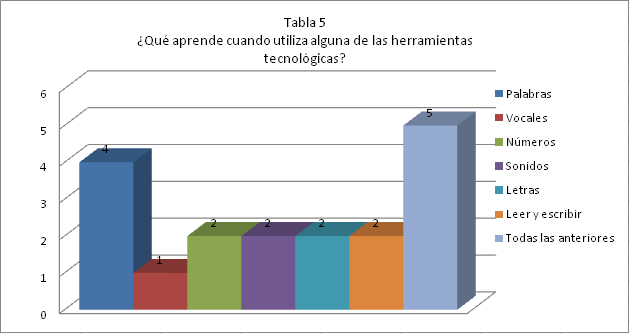 Tabla 5
¿Qué aprende cuando utiliza alguna de las herramientas
tecnológicas?
6
5
4
3
2
1
0
4
1
2
2
2
2
5
Palabras
Vocales
Números
Sonidos
Letras
Leer y escribir
Todas las anteriores